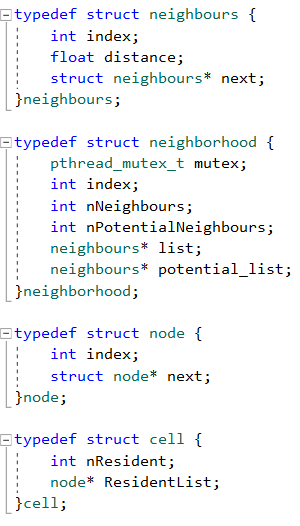 typedef struct neighbours {
    int index;
    float distance;
    struct neighbours* next;
}neighbours;

typedef struct neighborhood {
    pthread_mutex_t mutex;
    int index;
    int nNeighbours;
    int nPotentialNeighbours;
    neighbours* list;
    neighbours* potential_list;
}neighborhood;

typedef struct node {
    int index;
    struct node* next;
}node;

typedef struct cell {
    int nResident;
    node* ResidentList;
}cell;